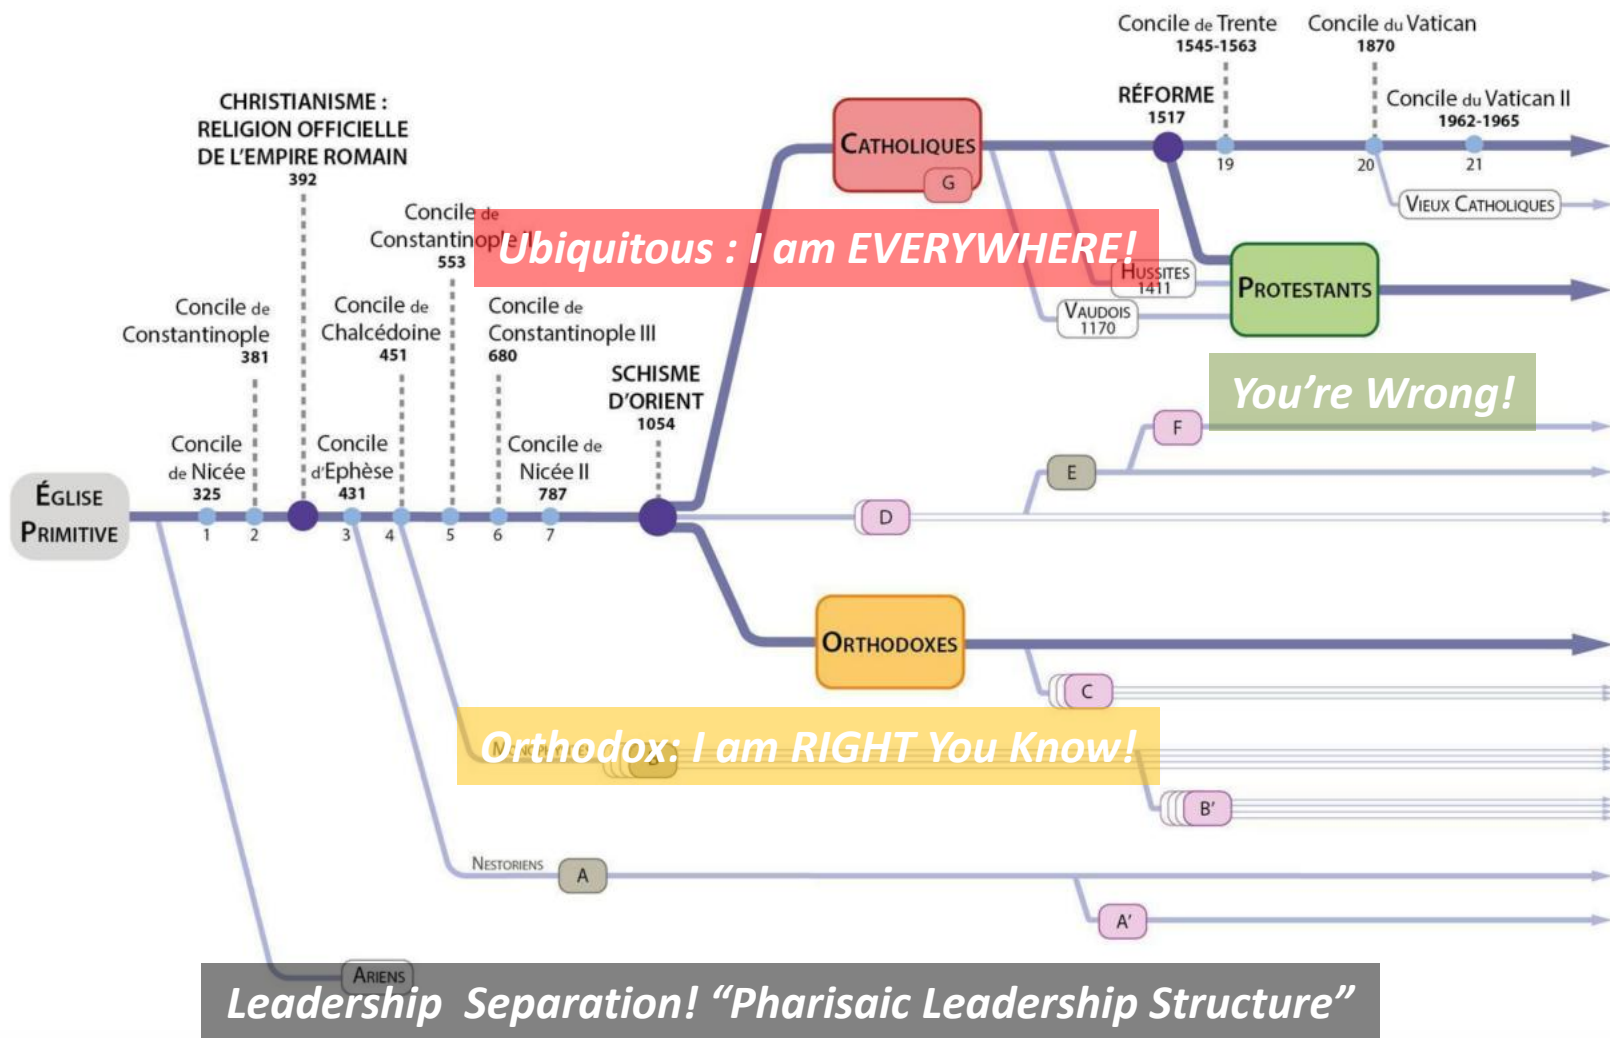 Concile de Trente
1545-1563
Concile du Vatican
1870
CHRISTIANISME :
RELIGION OFFICIELLE
DE L'EMPIRE ROMAIN
392
RÉFORME
1517
Concile du Vatican II
1962-1965
CATHOLIQUES
G
19
20
21
VIEUX CATHOLIQUES
Concile de
Constantinople II
553
Ubiquitous : I am EVERYWHERE!
HUSSITES
1411
PROTESTANTS
VAUDOIS
1170
Concile de
Constantinople
381
Concile de
Chalcédoine
451
Concile de
Constantinople III
680
SCHISME
D'ORIENT
1054
You’re Wrong!
Concile
de Nicée
325
Concile
d'Ephèse
431
Concile de
Nicée II
787
F
E
ÉGLISE
PRIMITIVE
D
1
2
3
4
5
6
7
ORTHODOXES
C
Orthodox: I am RIGHT You Know!
MONOPHYSITES
B
B'
NESTORIENS
A
A'
ARIENS
Leadership Separation! “Pharisaic Leadership Structure”